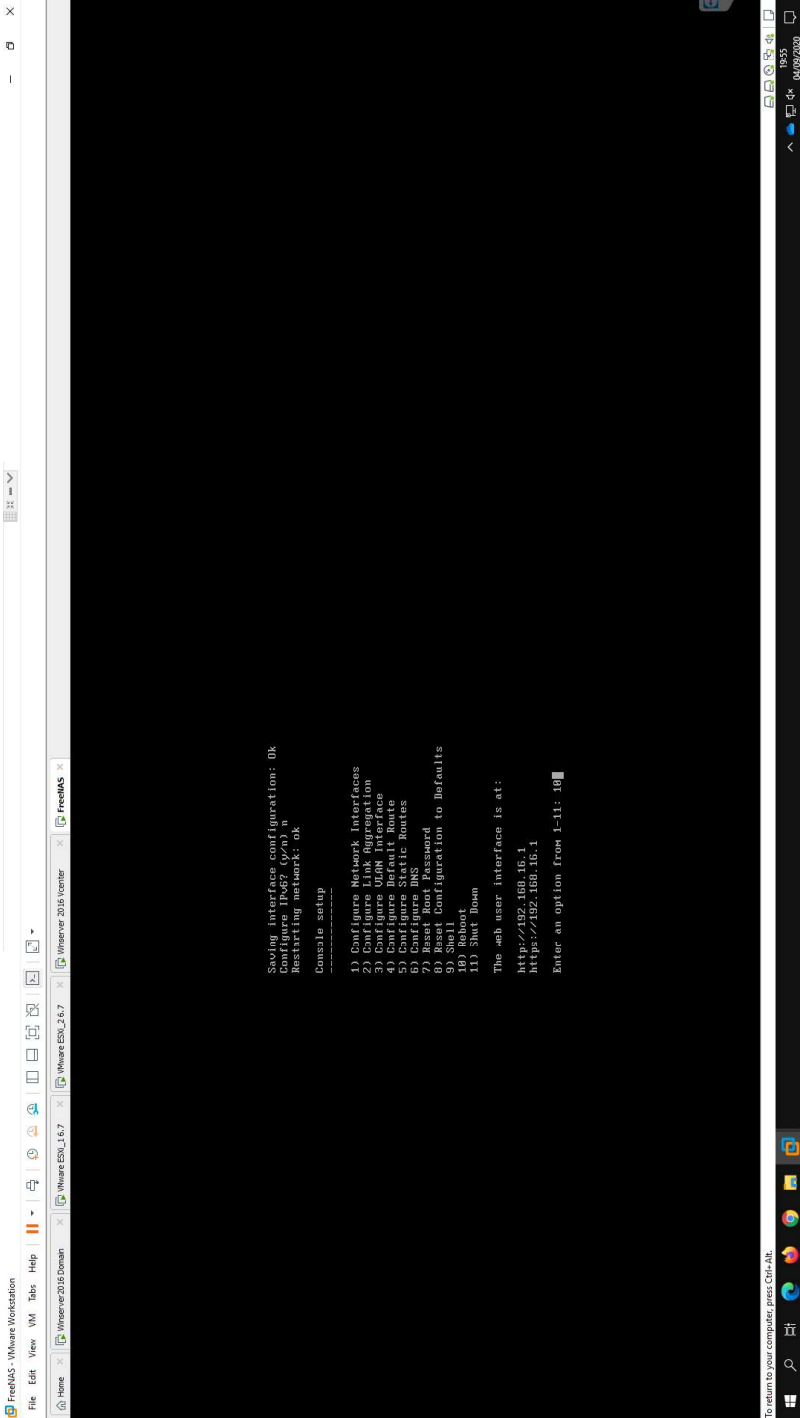 FreeNAS - VMware Workstation
File Edit View VM Tabs Help
Home
Winserver2016 Domain
VMware ESXi_1 6.7
VMware ESXi_2 6.7
Winserver 2016 Vcenter
FreeNAS
Saving interface configuration: Ok
Configure IPv6? (y/n) n
Restarting network: ok
Console setup
-------------
1) Configure Network Interfaces
2) Configure Link Aggregation
3) Configure VLAN Interface
4) Configure Default Route
5) Configure Static Routes
6) Configure DNS
7) Reset Root Password
8) Reset Configuration to Defaults
9) Shell
10) Reboot
11) Shut Down
The web user interface is at:
http://192.168.16.1
https://192.168.16.1
Enter an option from 1-11: 10
To return to your computer, press Ctrl+Alt.
19:55
04/09/2020